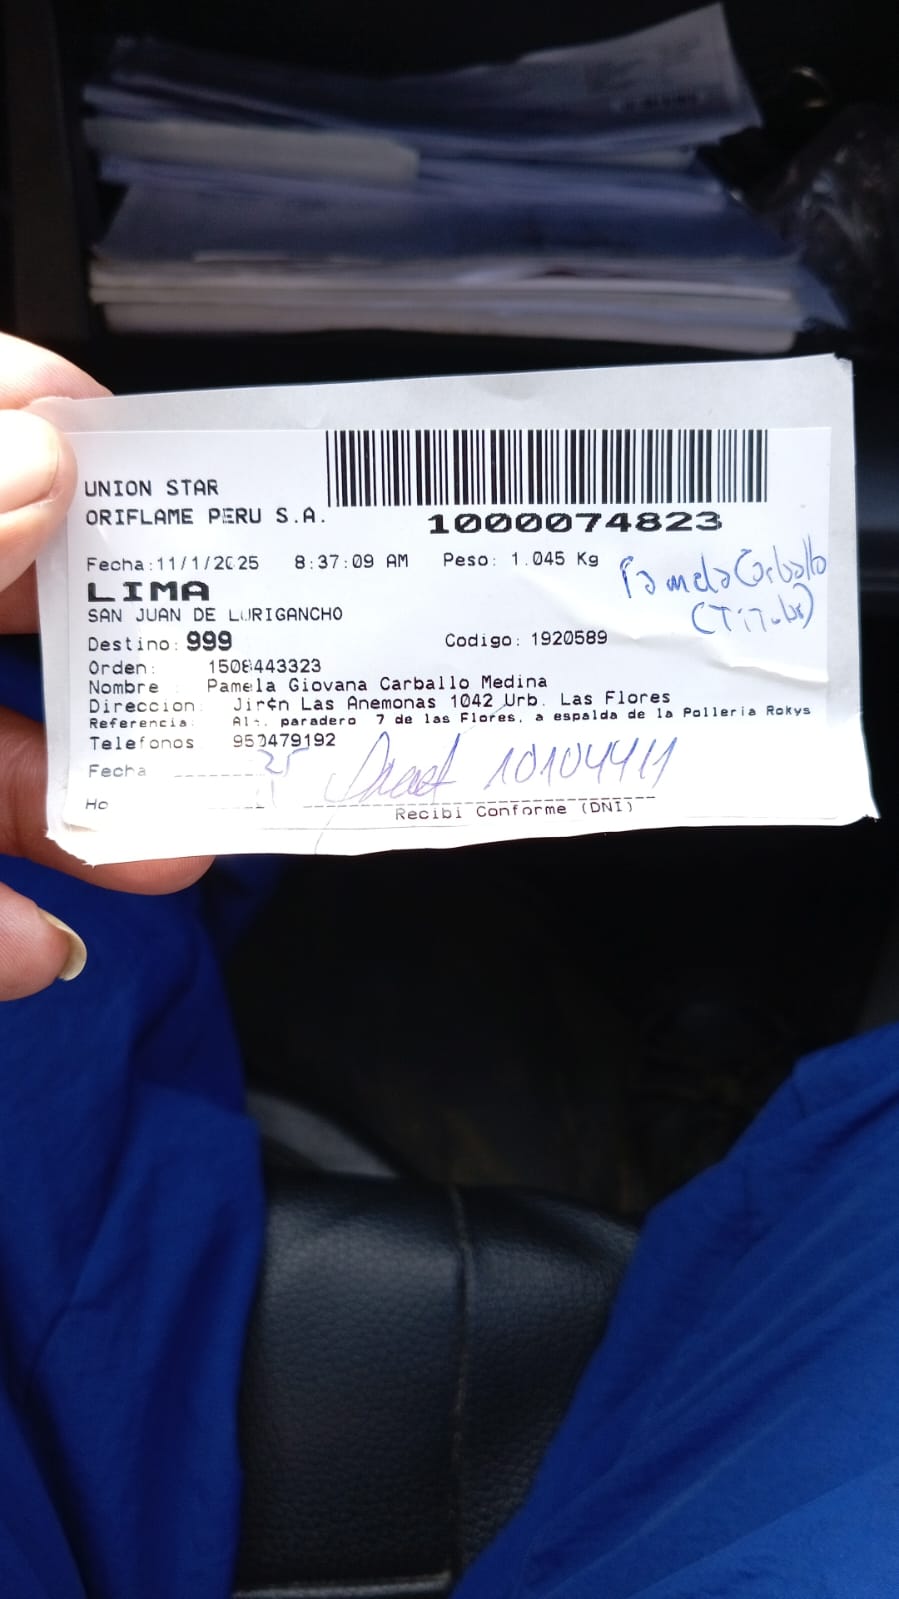 UNION STAR
ORIFLAME PERU S.A.
1000074823
Fecha:11/1/2025 8:37:09 AM Peso: 1.045 Kg
Pamela Carballo
(Titular)
LIMA
SAN JUAN DE LURIGANCHO
Destino: 999 Codigo: 1920589
Orden: 1508443323
Nombre : Pamela Giovana Carballo Medina
Direccion: Jir¢n Las Anemonas 1042 Urb. Las Flores
Referencia: Alt. paradero 7 de las Flores, a espalda de la Polleria Rokys
Telefonos 950479192
Fecha
Ho
10104411
Recibi Conforme (DNI)